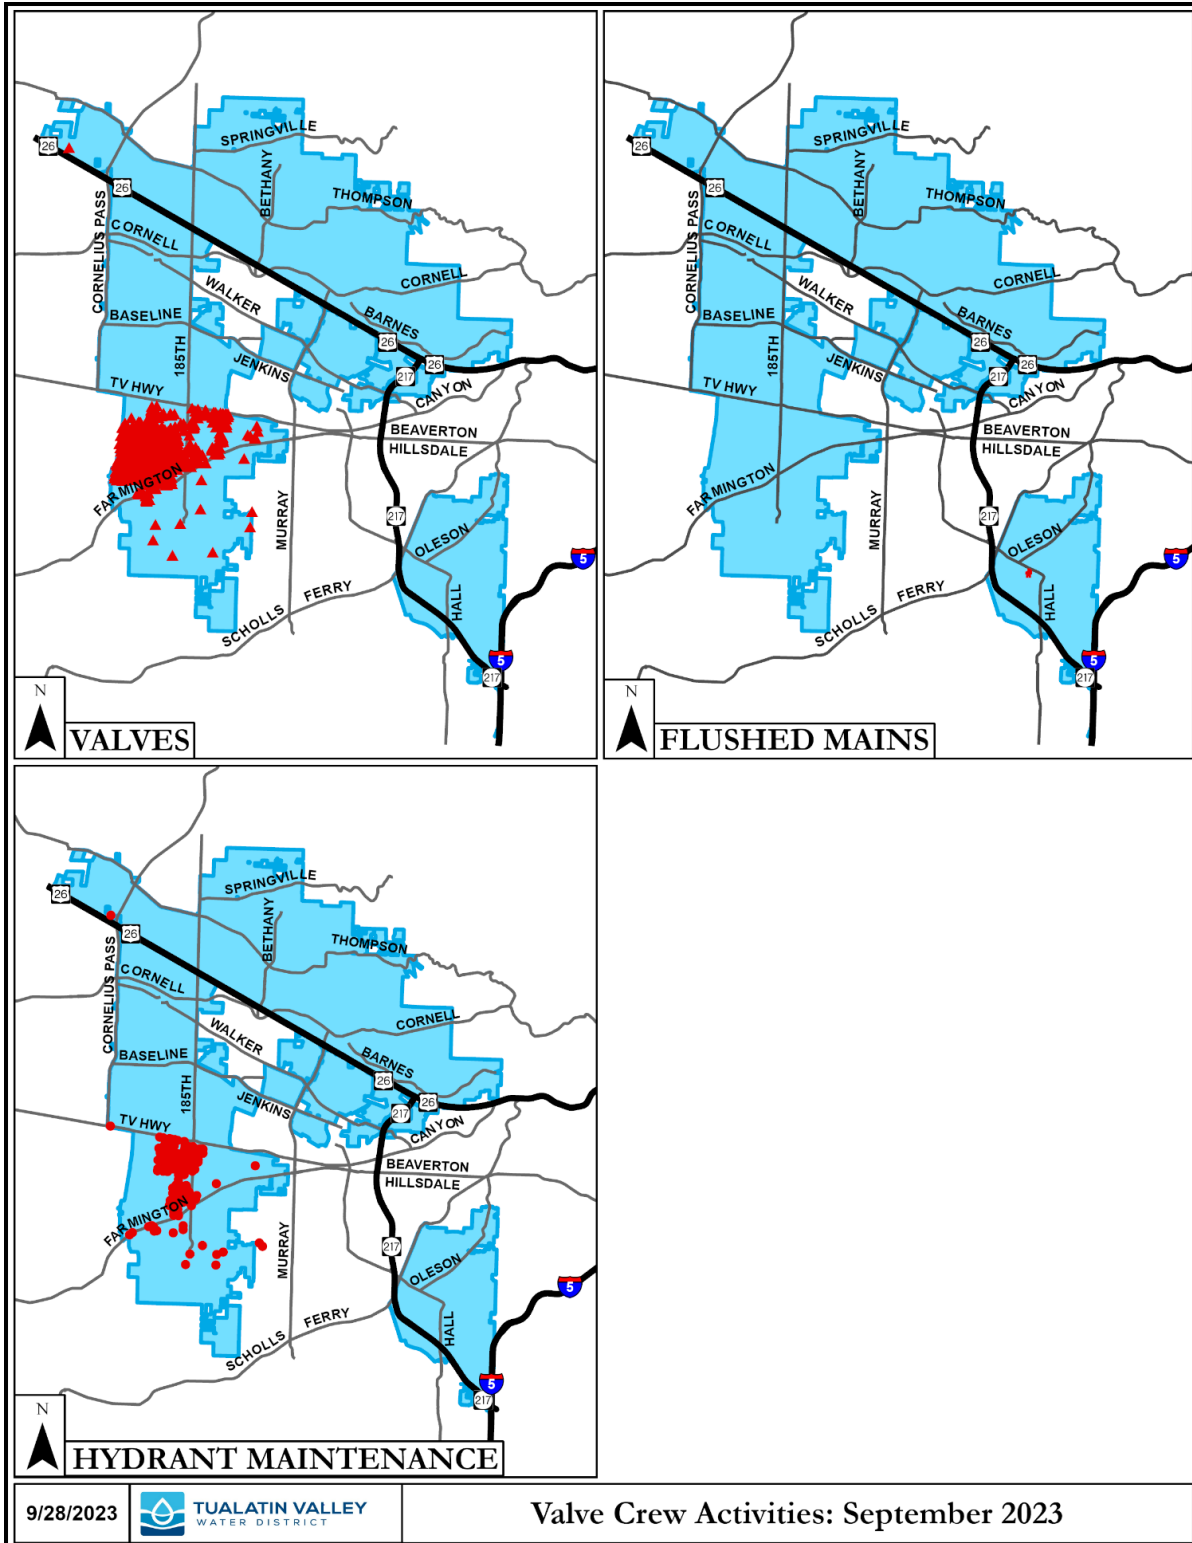 26
26
SPRINGVILLE
BETHANY
THOMPSON
CORNELIUS PASS
CORNELL
WALKER
CORNELL
BASELINE
BARNES
185TH
JENKINS
26
26
217
TV HWY
CANYON
BEAVERTON
HILLSDALE
FARMINGTON
MURRAY
217
OLESON
5
SCHOLLS
FERRY
HALL
5
217
N
VALVES
26
26
SPRINGVILLE
BETHANY
THOMPSON
CORNELIUS PASS
CORNELL
WALKER
CORNELL
BASELINE
BARNES
185TH
JENKINS
26
26
217
TV HWY
CANYON
BEAVERTON
HILLSDALE
FARMINGTON
MURRAY
217
OLESON
5
SCHOLLS
FERRY
HALL
5
217
N
FLUSHED MAINS
26
26
SPRINGVILLE
BETHANY
THOMPSON
CORNELIUS PASS
CORNELL
WALKER
CORNELL
BASELINE
BARNES
185TH
JENKINS
26
26
217
TV HWY
CANYON
BEAVERTON
HILLSDALE
FARMINGTON
MURRAY
217
OLESON
5
SCHOLLS
FERRY
HALL
5
217
N
HYDRANT MAINTENANCE
9/28/2023
TUALATIN VALLEY
WATER DISTRICT
Valve Crew Activities: September 2023